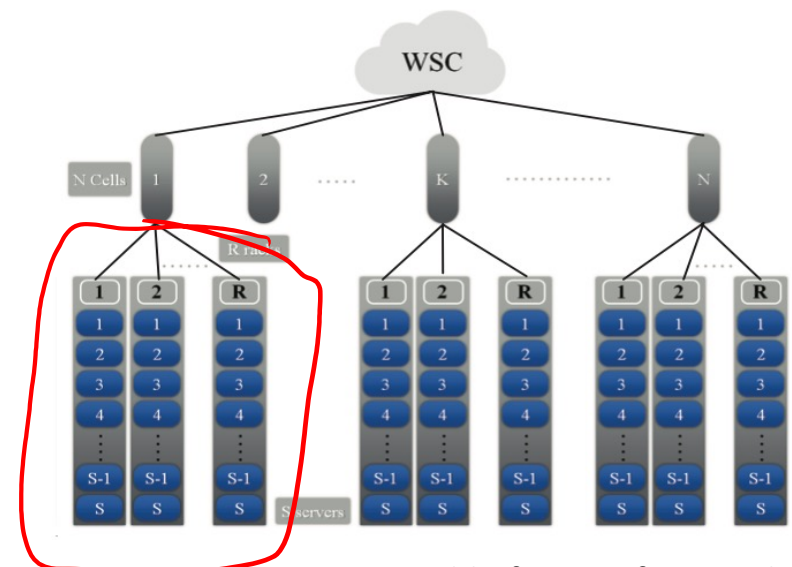 WSC
N Cells 1 2 ..... K ............. N
R racks
...... .....
1 2 R 1 2 R 1 2 R
1 1 1 1 1 1 1 1 1
2 2 2 2 2 2 2 2 2
3 3 3 3 3 3 3 3 3
4 4 4 4 4 4 4 4 4
S-1 S-1 S-1 S-1 S-1 S-1 S-1 S-1 S-1
S S S S servers S S S S S S